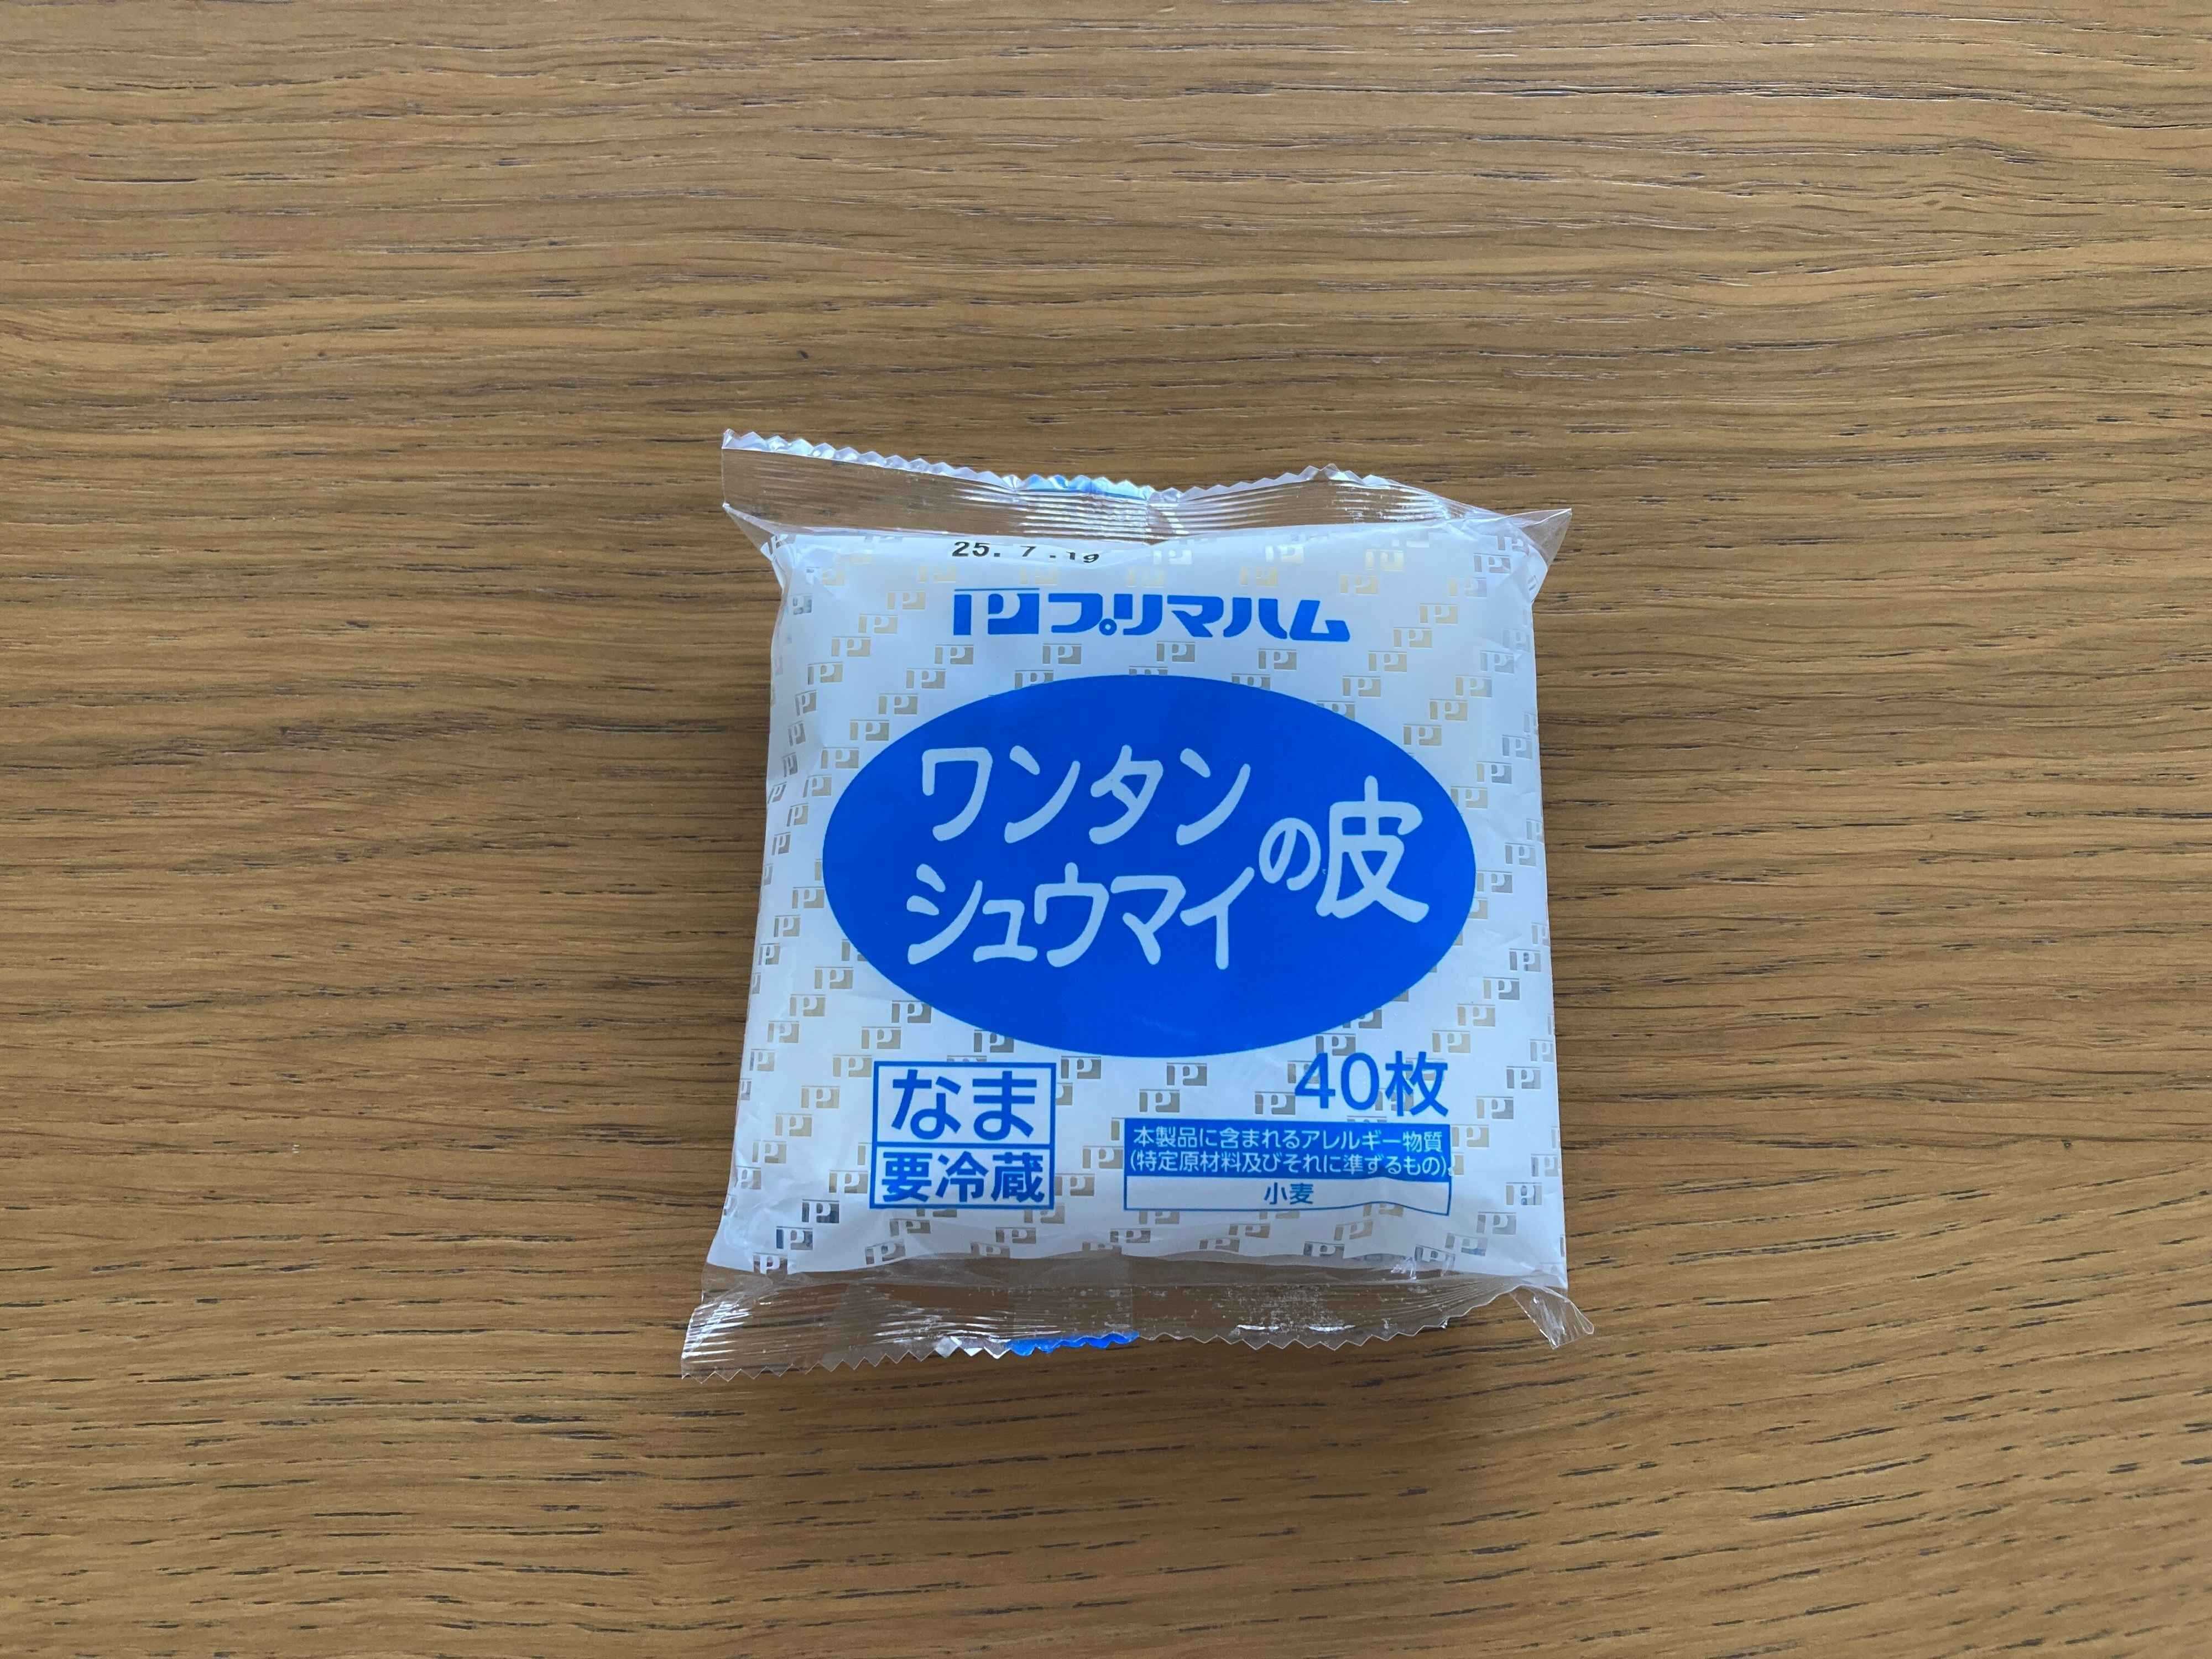 25. 7 .19
プリマハム
ワンタン
シュウマイ
の皮
40枚
なま
要冷蔵
本製品に含まれるアレルギー物質
(特定原材料及びそれに準ずるもの)
小麦